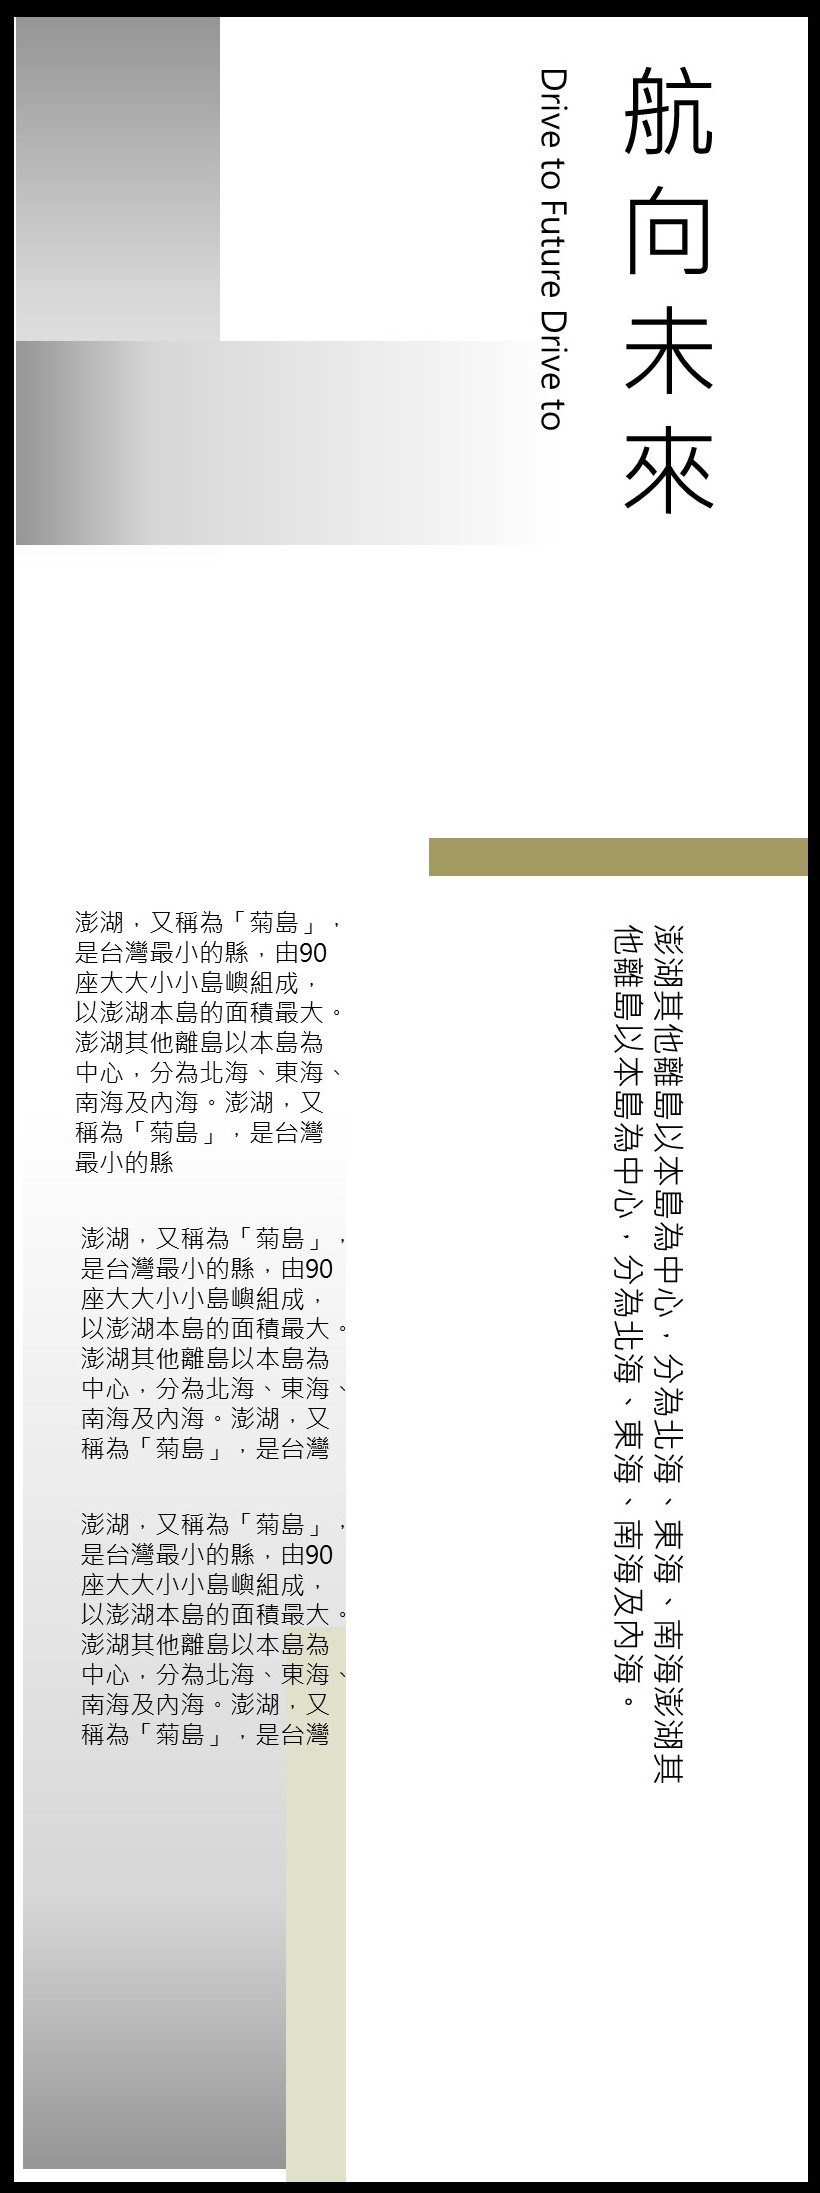 航向未來
Drive to Future Drive to
澎湖，又稱為「菊島」，
是台灣最小的縣，由90
座大大小小島嶼組成，
以澎湖本島的面積最大。
澎湖其他離島以本島為
中心，分為北海、東海、
南海及內海。澎湖，又
稱為「菊島」，是台灣
最小的縣
澎湖，又稱為「菊島」，
是台灣最小的縣，由90
座大大小小島嶼組成，
以澎湖本島的面積最大。
澎湖其他離島以本島為
中心，分為北海、東海、
南海及內海。澎湖，又
稱為「菊島」，是台灣
澎湖，又稱為「菊島」，
是台灣最小的縣，由90
座大大小小島嶼組成，
以澎湖本島的面積最大。
澎湖其他離島以本島為
中心，分為北海、東海、
南海及內海。澎湖，又
稱為「菊島」，是台灣
澎湖其他離島以本島為中心，分為北海、東海、南海澎湖其
他離島以本島為中心，分為北海、東海、南海及內海。